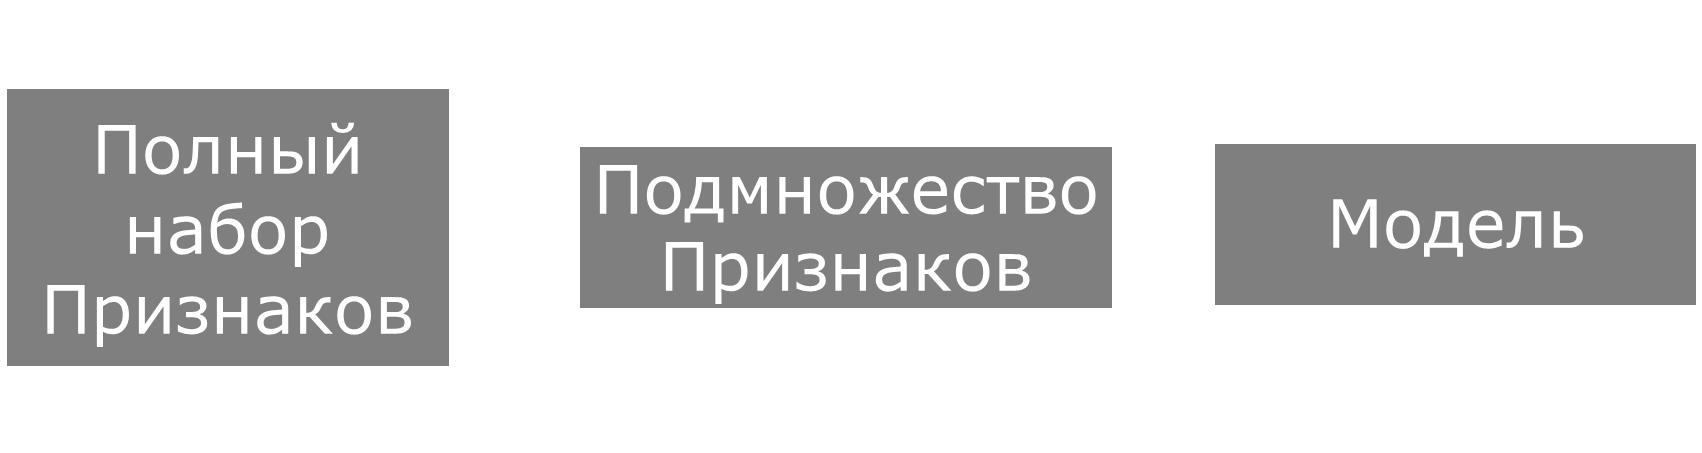 Полный
набор
Признаков
Подмножество
Признаков
Модель